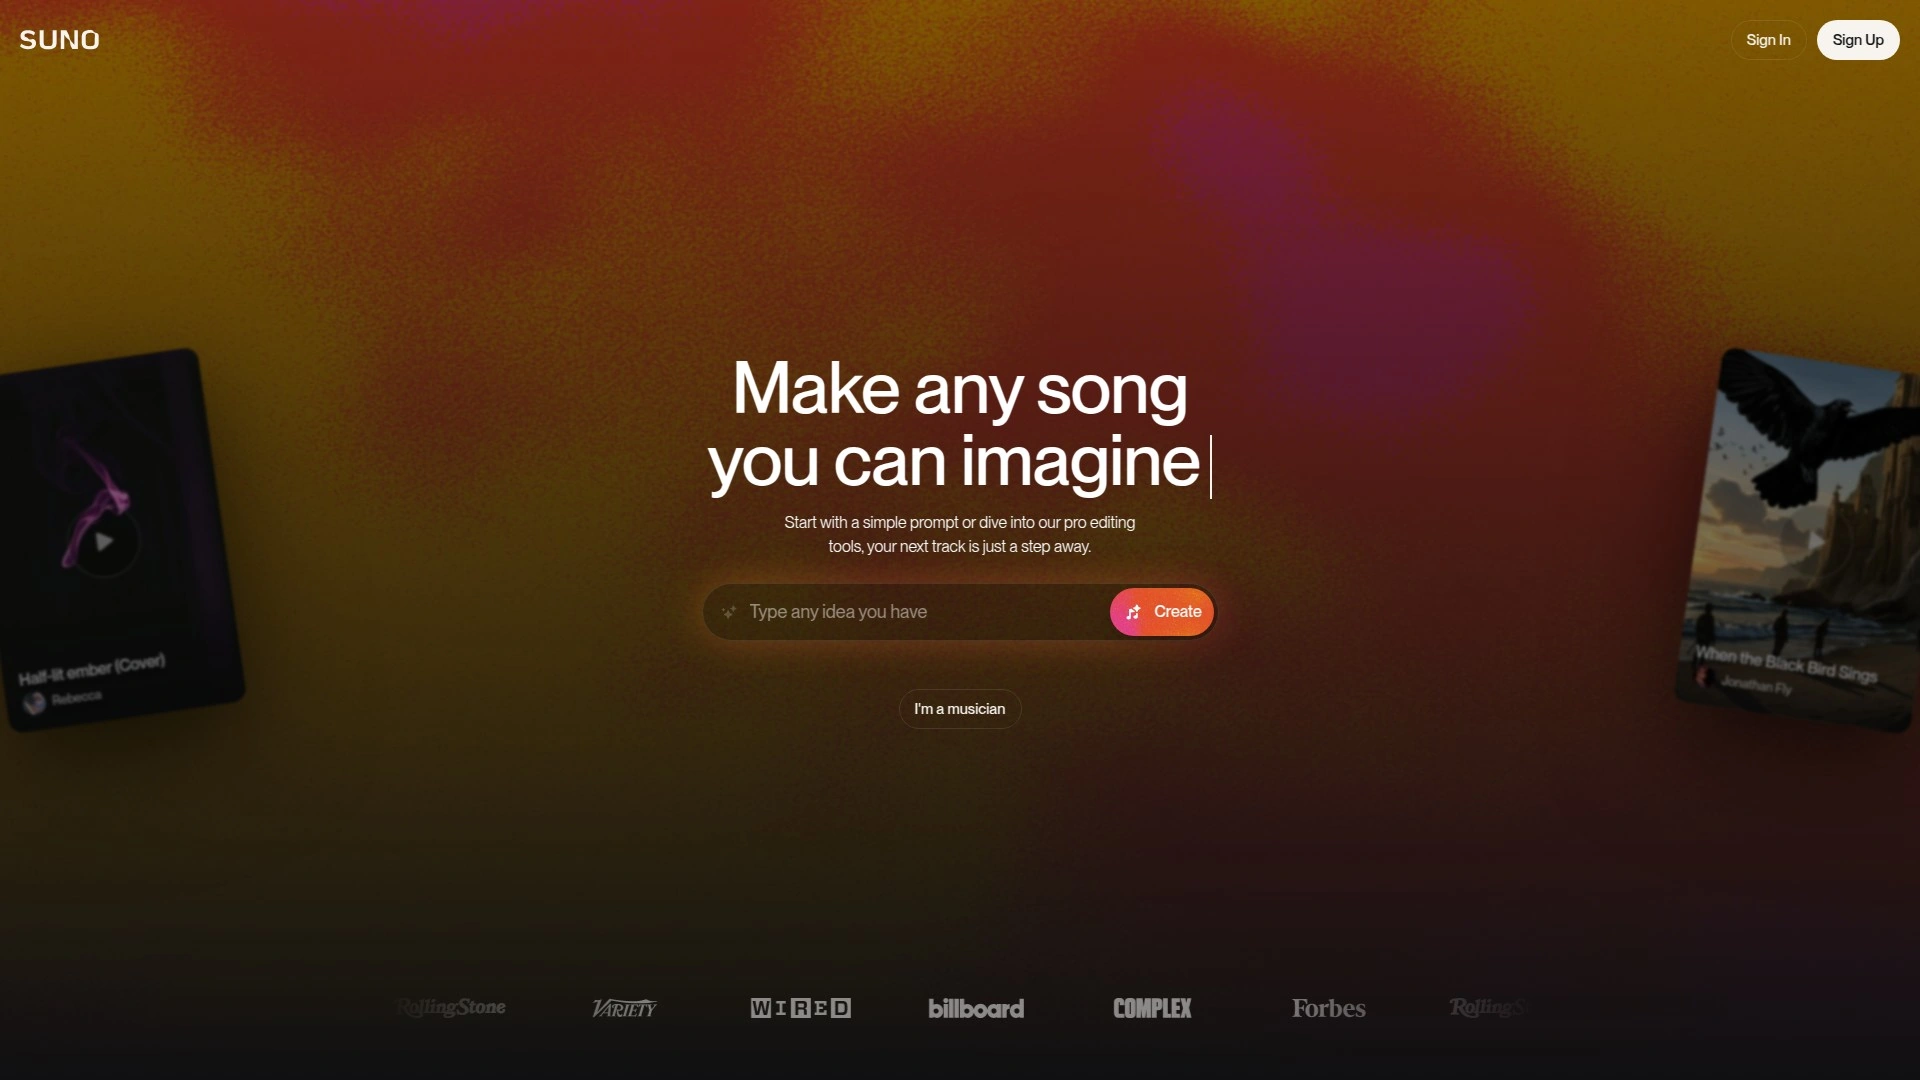 SUNO
Sign In
Sign Up
Make any song
you can imagine
Start with a simple prompt or dive into our pro editing
tools, your next track is just a step away.
Type any idea you have
Create
I'm a musician
Half-lit ember (Cover)
Rebecca
When the Black Bird Sings
Jonathan Fly
RollingStone
VARIETY
WIRED
billboard
COMPLEX
Forbes